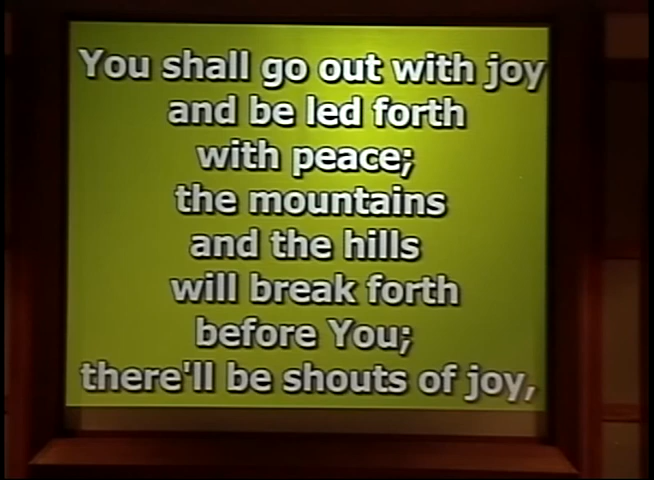 You shall go out with joy
and be led forth
with peace;
the mountains
and the hills
will break forth
before You;
there'll be shouts of joy,